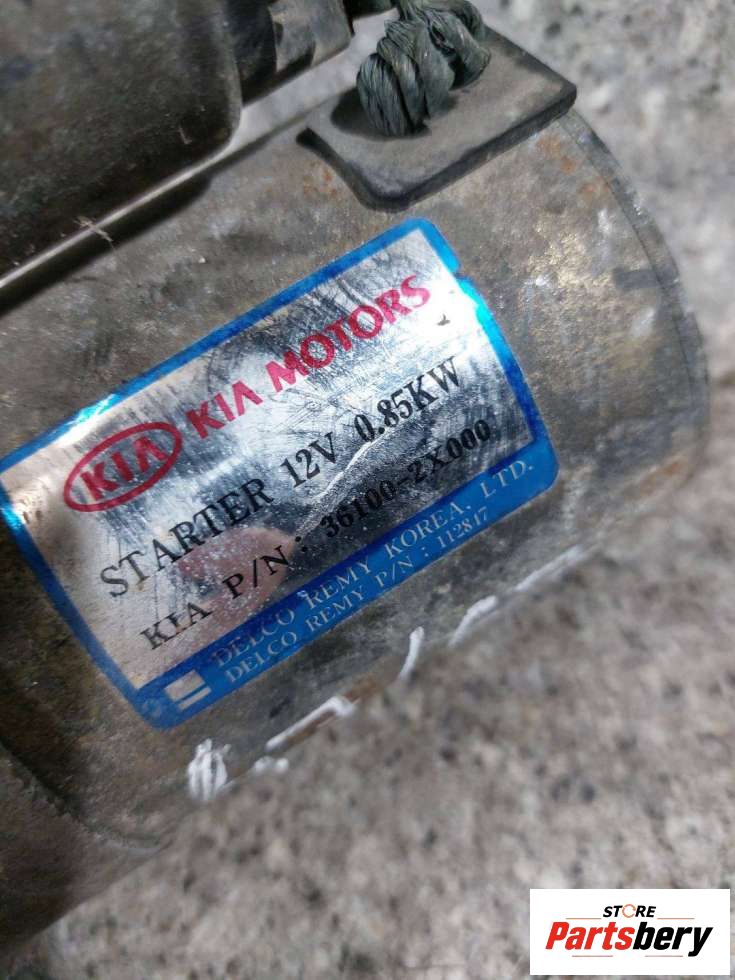 KIA KIA MOTORS
STARTER 12V 0.85KW
KIA P/N: 36100-2X000
DELCO REMY KOREA. LTD.
DELCO REMY P/N : 112817
STORE
Partsbery